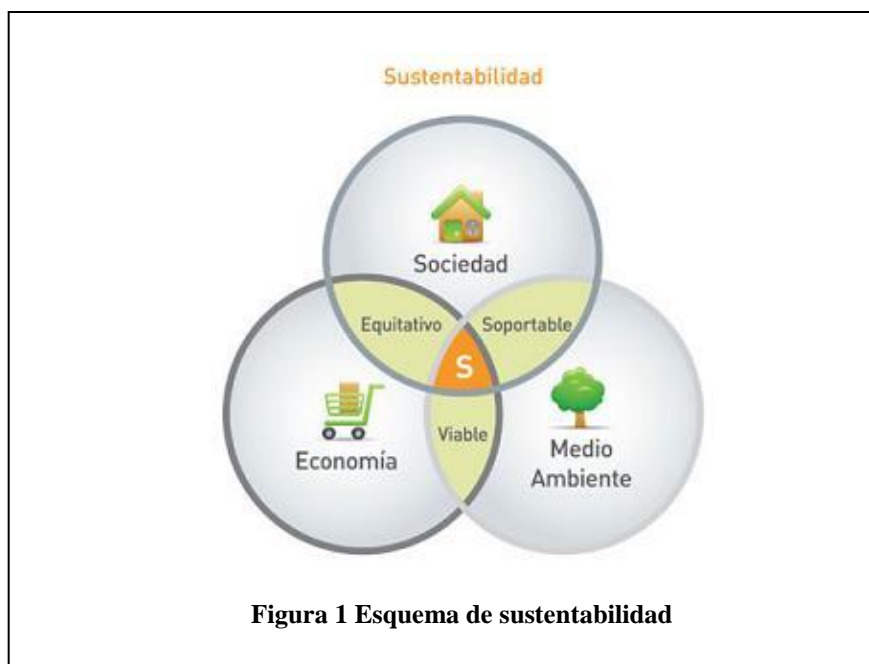 Sustentabilidad
Sociedad
Equitativo
Soportable
S
Viable
Economía
Medio
Ambiente
Figura 1 Esquema de sustentabilidad